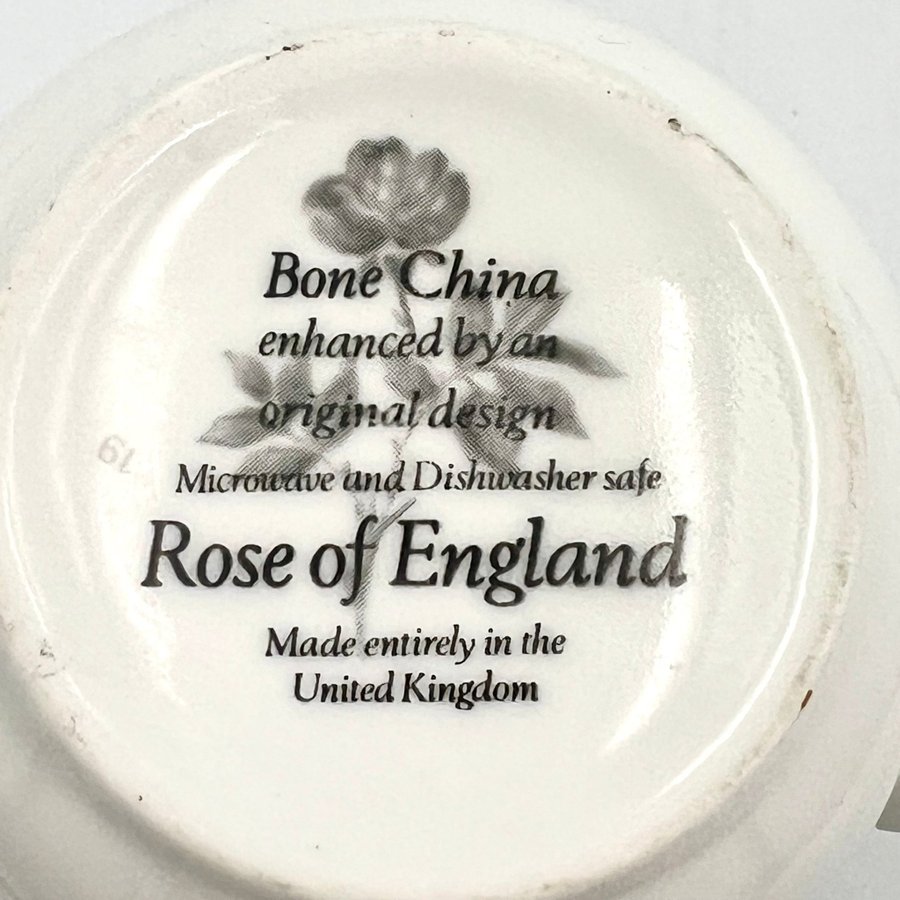 Bone China
enhanced by an
original design
Microwave and Dishwasher safe
Rose of England
Made entirely in the
United Kingdom
19